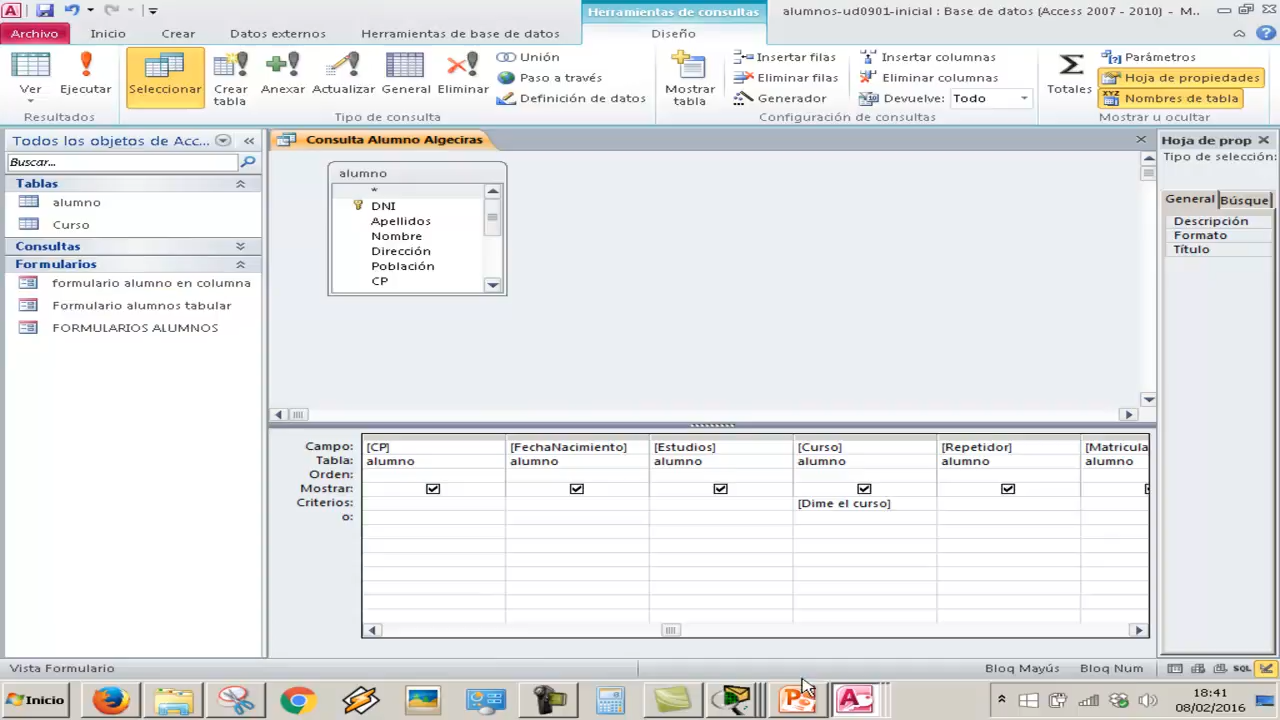 Herramientas de consultas
alumnos-ud0901-inicial : Base de datos (Access 2007 - 2010) - M...
Archivo Inicio Crear Datos externos Herramientas de base de datos Diseño
Ver Ejecutar Seleccionar Crear tabla Anexar Actualizar General Eliminar
Unión
Paso a través
Definición de datos
Mostrar tabla
Insertar filas
Eliminar filas
Generador
Insertar columnas
Eliminar columnas
Devuelve: Todo
Totales
Parámetros
Hoja de propiedades
Nombres de tabla
Resultados Tipo de consulta Configuración de consultas Mostrar u ocultar
Todos los objetos de Acc...
Buscar...
Tablas
alumno
Curso
Consultas
Formularios
formulario alumno en columna
Formulario alumnos tabular
FORMULARIOS ALUMNOS
Consulta Alumno Algeciras
alumno
*
DNI
Apellidos
Nombre
Dirección
Población
CP
Campo: [CP] [FechaNacimiento] [Estudios] [Curso] [Repetidor] [Matricula
Tabla: alumno alumno alumno alumno alumno alumno
Orden:
Mostrar:
Criterios: [Dime el curso]
o:
Hoja de prop
Tipo de selección:
General Búsque
Descripción
Formato
Título
Vista Formulario Bloq Mayús Bloq Num SQL
Inicio
18:41
08/02/2016